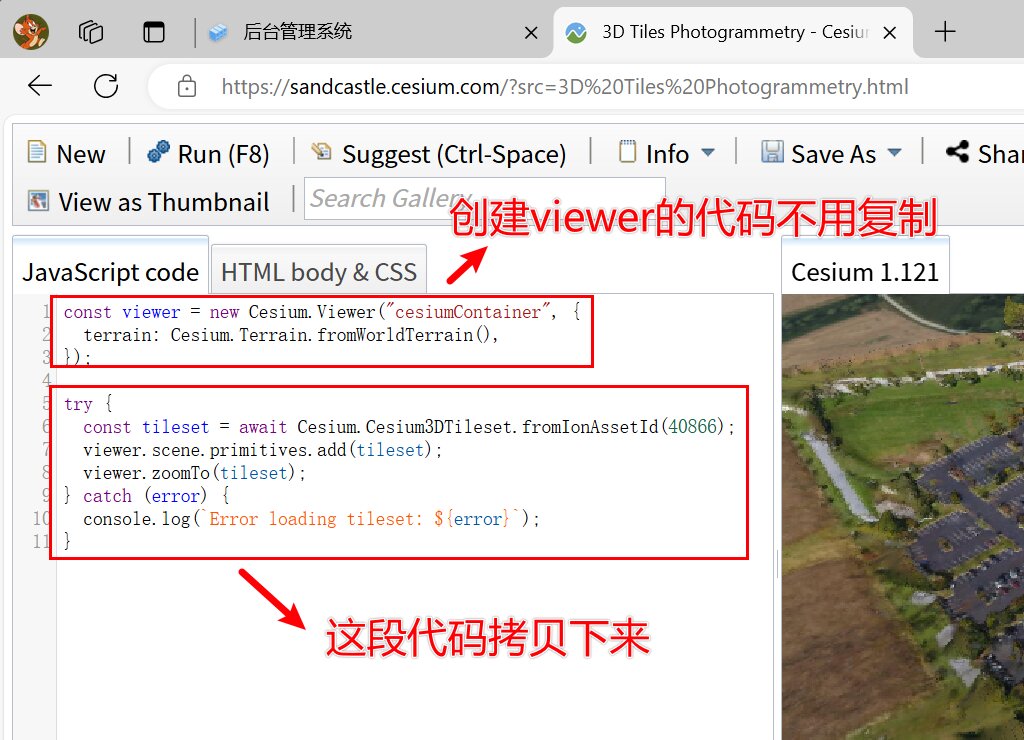 后台管理系统
3D Tiles Photogrammetry - Cesiu
https://sandcastle.cesium.com/?src=3D%20Tiles%20Photogrammetry.html
New Run (F8) Suggest (Ctrl-Space) Info Save As Shar
View as Thumbnail Search Gallery
创建viewer的代码不用复制
JavaScript code HTML body & CSS Cesium 1.121
1 const viewer = new Cesium.Viewer("cesiumContainer", {
2 terrain: Cesium.Terrain.fromWorldTerrain(),
3 });
4
5 try {
6 const tileset = await Cesium.Cesium3DTileset.fromIonAssetId(40866);
7 viewer.scene.primitives.add(tileset);
8 viewer.zoomTo(tileset);
9 } catch (error) {
10 console.log(`Error loading tileset: ${error}`);
11 }
这段代码拷贝下来